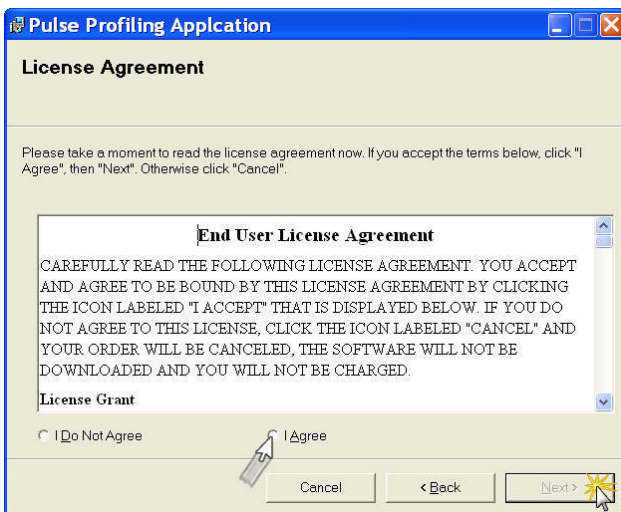 Pulse Profiling Applcation
License Agreement
Please take a moment to read the license agreement now. If you accept the terms below, click "I
Agree", then "Next". Otherwise click "Cancel".
End User License Agreement
CAREFULLY READ THE FOLLOWING LICENSE AGREEMENT. YOU ACCEPT
AND AGREE TO BE BOUND BY THIS LICENSE AGREEMENT BY CLICKING
THE ICON LABELED "I ACCEPT" THAT IS DISPLAYED BELOW. IF YOU DO
NOT AGREE TO THIS LICENSE, CLICK THE ICON LABELED "CANCEL" AND
YOUR ORDER WILL BE CANCELED, THE SOFTWARE WILL NOT BE
DOWNLOADED AND YOU WILL NOT BE CHARGED.
License Grant
I Do Not Agree I Agree
Cancel < Back Next >